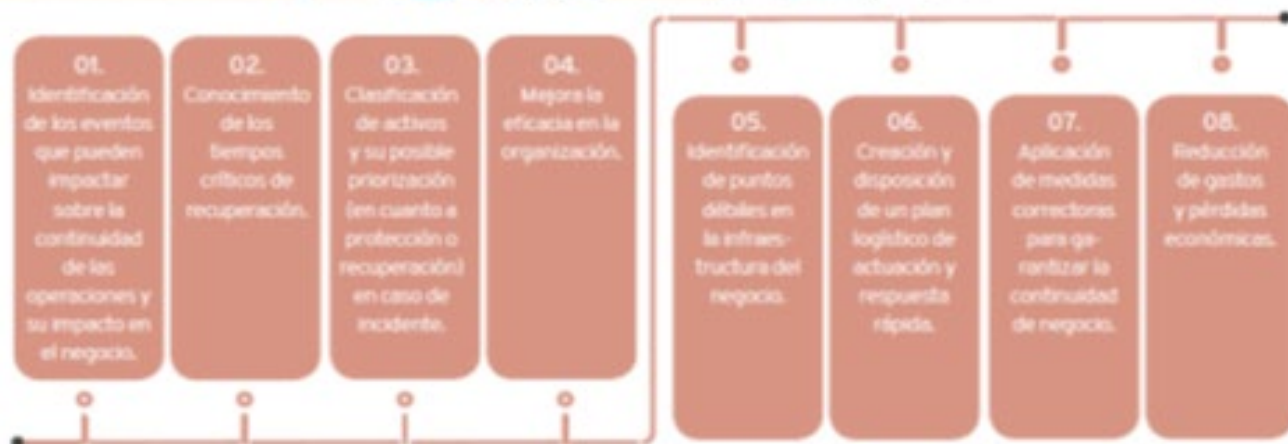 01.
Identificación
de los eventos
que pueden
impactar
sobre la
continuidad
de las
operaciones y
su impacto en
el negocio.
02.
Conocimiento
de los
tiempos
críticos de
recuperación.
03.
Clasificación
de activos
y su posible
priorización
(en cuanto a
protección o
recuperación)
en caso de
incidente.
04.
Mejora la
eficacia en la
organización.
05.
Identificación
de puntos
débiles en
la infraes-
tructura del
negocio.
06.
Creación y
disposición
de un plan
logístico de
actuación y
respuesta
rápida.
07.
Aplicación
de medidas
correctoras
para ga-
rantizar la
continuidad
de negocio.
08.
Reducción
de gastos
y pérdidas
económicas.